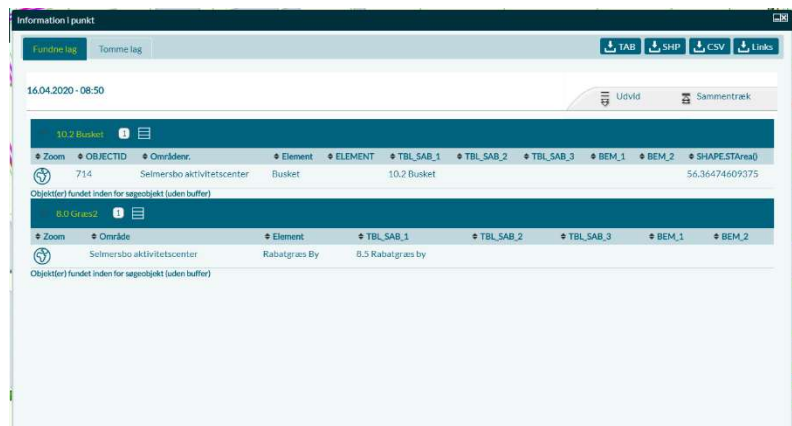 Information i punkt
Fundne lag Tomme lag TAB SHP CSV Links
16.04.2020 - 08:50
Udvid Sammentræk
10.2 Busket 1
Zoom OBJECTID Områdenr. Element ELEMENT TBL_SAB_1 TBL_SAB_2 TBL_SAB_3 BEM_1 BEM_2 SHAPE.STArea()
714 Selmersbo aktivitetscenter Busket 10.2 Busket 56.36474609375
Objekt(er) fundet inden for søgeobjekt (uden buffer)
8.0 Græs2 1
Zoom Område Element TBL_SAB_1 TBL_SAB_2 TBL_SAB_3 BEM_1 BEM_2
Selmersbo aktivitetscenter Rabatgræs By 8.5 Rabatgræs by
Objekt(er) fundet inden for søgeobjekt (uden buffer)